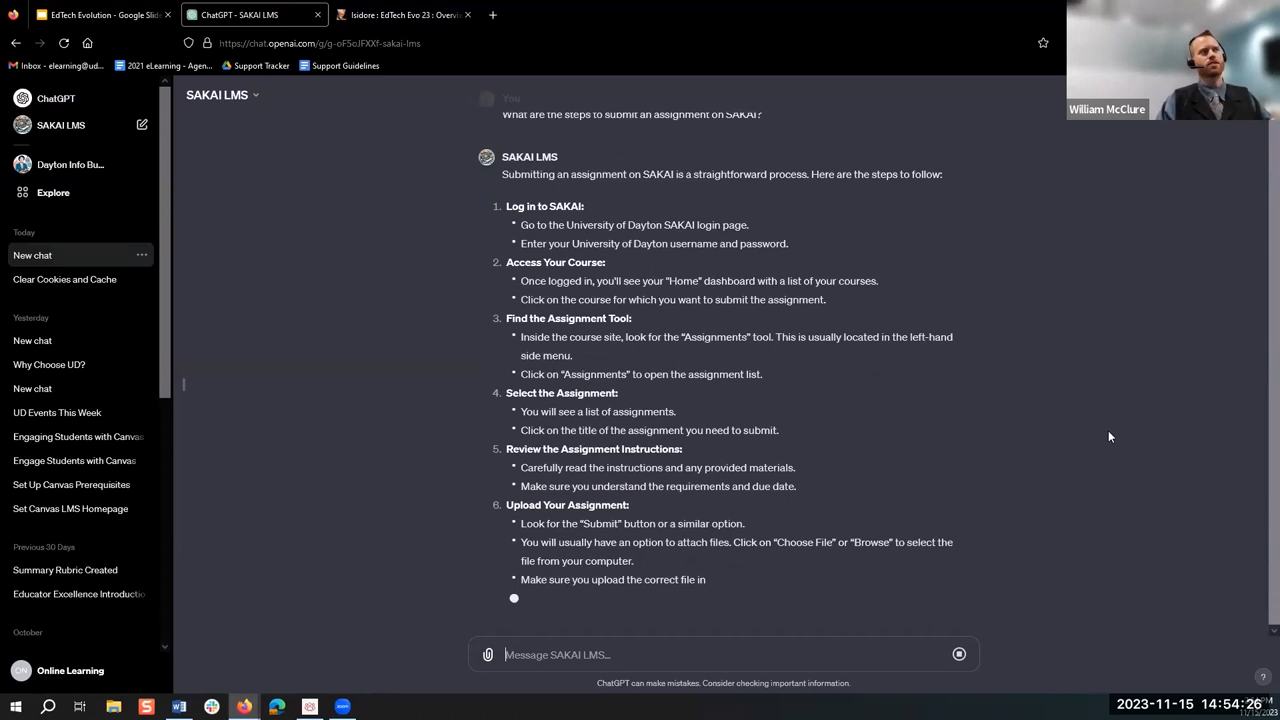 EdTech Evolution - Google Slide
ChatGPT - SAKAI LMS
Isidore : EdTech Evo 23 : Overvi
https://chat.openai.com/g/g-oF5oJFXXf-sakai-lms
Inbox - elearning@ud...
2021 eLearning - Agen...
Support Tracker
Support Guidelines
William McClure
ChatGPT
SAKAI LMS
Dayton Info Bu...
Explore
Today
New chat
Clear Cookies and Cache
Yesterday
New chat
Why Choose UD?
New chat
UD Events This Week
Engaging Students with Canvas
Engage Students with Canvas
Set Up Canvas Prerequisites
Set Canvas LMS Homepage
Previous 30 Days
Summary Rubric Created
Educator Excellence Introductio
October
ON Online Learning
SAKAI LMS
You
What are the steps to submit an assignment on SAKAI?
SAKAI LMS
Submitting an assignment on SAKAI is a straightforward process. Here are the steps to follow:
1. Log in to SAKAI:
• Go to the University of Dayton SAKAI login page.
• Enter your University of Dayton username and password.
2. Access Your Course:
• Once logged in, you'll see your "Home" dashboard with a list of your courses.
• Click on the course for which you want to submit the assignment.
3. Find the Assignment Tool:
• Inside the course site, look for the "Assignments" tool. This is usually located in the left-hand
side menu.
• Click on "Assignments" to open the assignment list.
4. Select the Assignment:
• You will see a list of assignments.
• Click on the title of the assignment you need to submit.
5. Review the Assignment Instructions:
• Carefully read the instructions and any provided materials.
• Make sure you understand the requirements and due date.
6. Upload Your Assignment:
• Look for the "Submit" button or a similar option.
• You will usually have an option to attach files. Click on "Choose File" or "Browse" to select the
file from your computer.
• Make sure you upload the correct file in
Message SAKAI LMS...
ChatGPT can make mistakes. Consider checking important information.
?
zoom
2023-11-15 14:54:26
11/15/2023